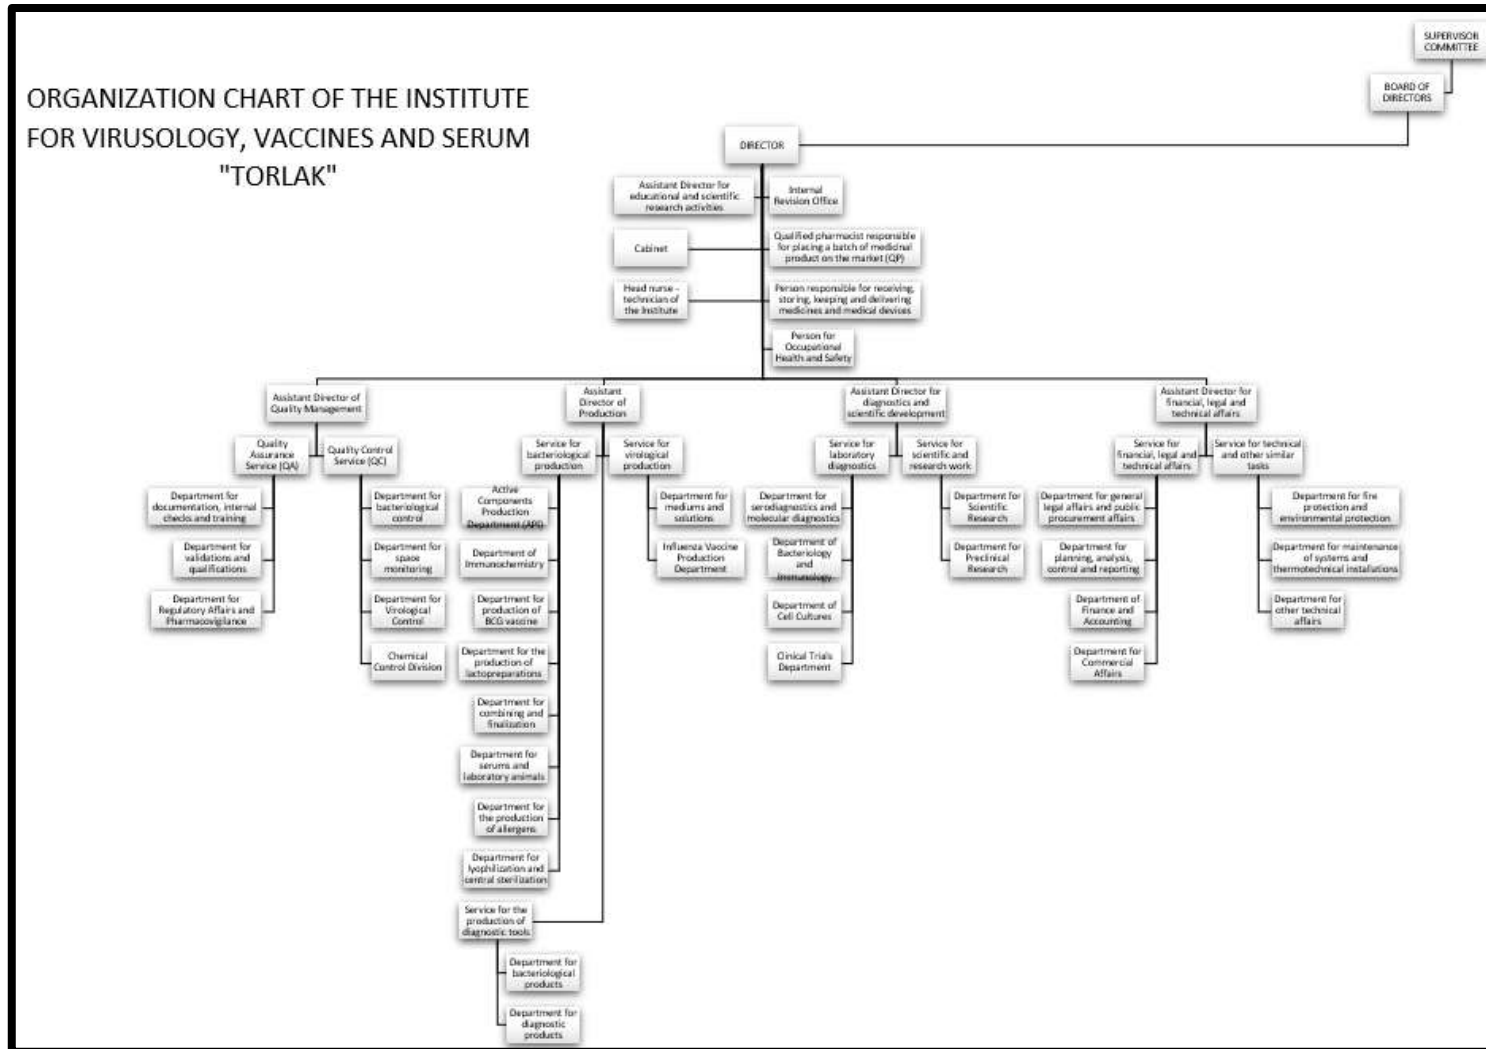 ORGANIZATION CHART OF THE INSTITUTE
FOR VIRUSOLOGY, VACCINES AND SERUM
"TORLAK"
SUPERVISOR
COMMITTEE
BOARD OF
DIRECTORS
DIRECTOR
Assistant Director for
educational and scientific
research activities
Internal
Revision Office
Cabinet
Qualified pharmacist responsible
for placing a batch of medicinal
product on the market (QP)
Head nurse -
technician of
the Institute
Person responsible for receiving,
storing, keeping and delivering
medicines and medical devices
Person for
Occupational
Health and Safety
Assistant Director of
Quality Management
Quality
Assurance
Service (QA)
Quality Control
Service (QC)
Department for
documentation, internal
checks and training
Department for
validations and
qualifications
Department for
Regulatory Affairs and
Pharmacovigilance
Department for
bacteriological
control
Department for
space
monitoring
Department for
Virological
Control
Chemical
Control Division
Assistant
Director of
Production
Service for
bacteriological
production
Service for
virological
production
Active
Components
Production
Department (API)
Department of
Immunochemistry
Department for
production of
BCG vaccine
Department for the
production of
lactopreparations
Department for
combining and
finalization
Department for
serums and
laboratory animals
Department for
the production
of allergens
Department for
lyophilization and
central sterilization
Department for
mediums and
solutions
Influenza Vaccine
Production
Department
Service for the
production of
diagnostic tools
Department for
bacteriological
products
Department for
diagnostic
products
Assistant Director for
diagnostics and
scientific development
Service for
laboratory
diagnostics
Service for
scientific and
research work
Department for
serodiagnostics and
molecular diagnostics
Department of
Bacteriology
and
Immunology
Department of
Cell Cultures
Clinical Trials
Department
Department for
Scientific
Research
Department for
Preclinical
Research
Assistant Director for
financial, legal and
technical affairs
Service for
financial, legal and
technical affairs
Service for technical
and other similar
tasks
Department for general
legal affairs and public
procurement affairs
Department for
planning, analysis,
control and reporting
Department of
Finance and
Accounting
Department for
Commercial
Affairs
Department for fire
protection and
environmental protection
Department for maintenance
of systems and
thermotechnical installations
Department for
other technical
affairs